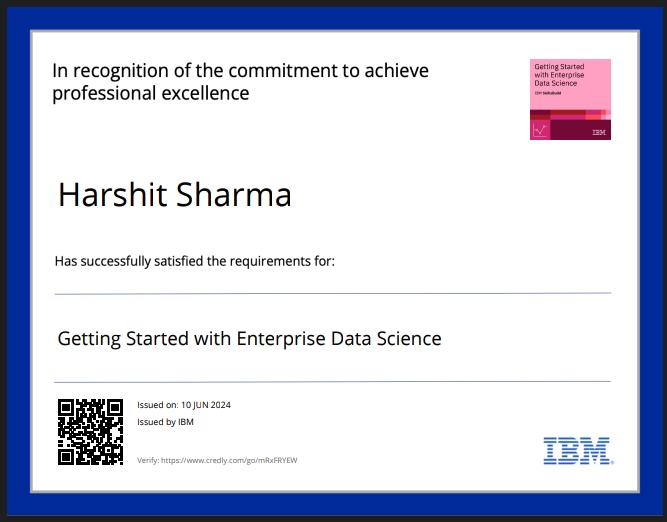 In recognition of the commitment to achieve
professional excellence
Getting Started
with Enterprise
Data Science
IBM SkillsBuild
IBM
Harshit Sharma
Has successfully satisfied the requirements for:
Getting Started with Enterprise Data Science
Issued on: 10 JUN 2024
Issued by IBM
Verify: https://www.credly.com/go/mRxFRYEW
IBM®